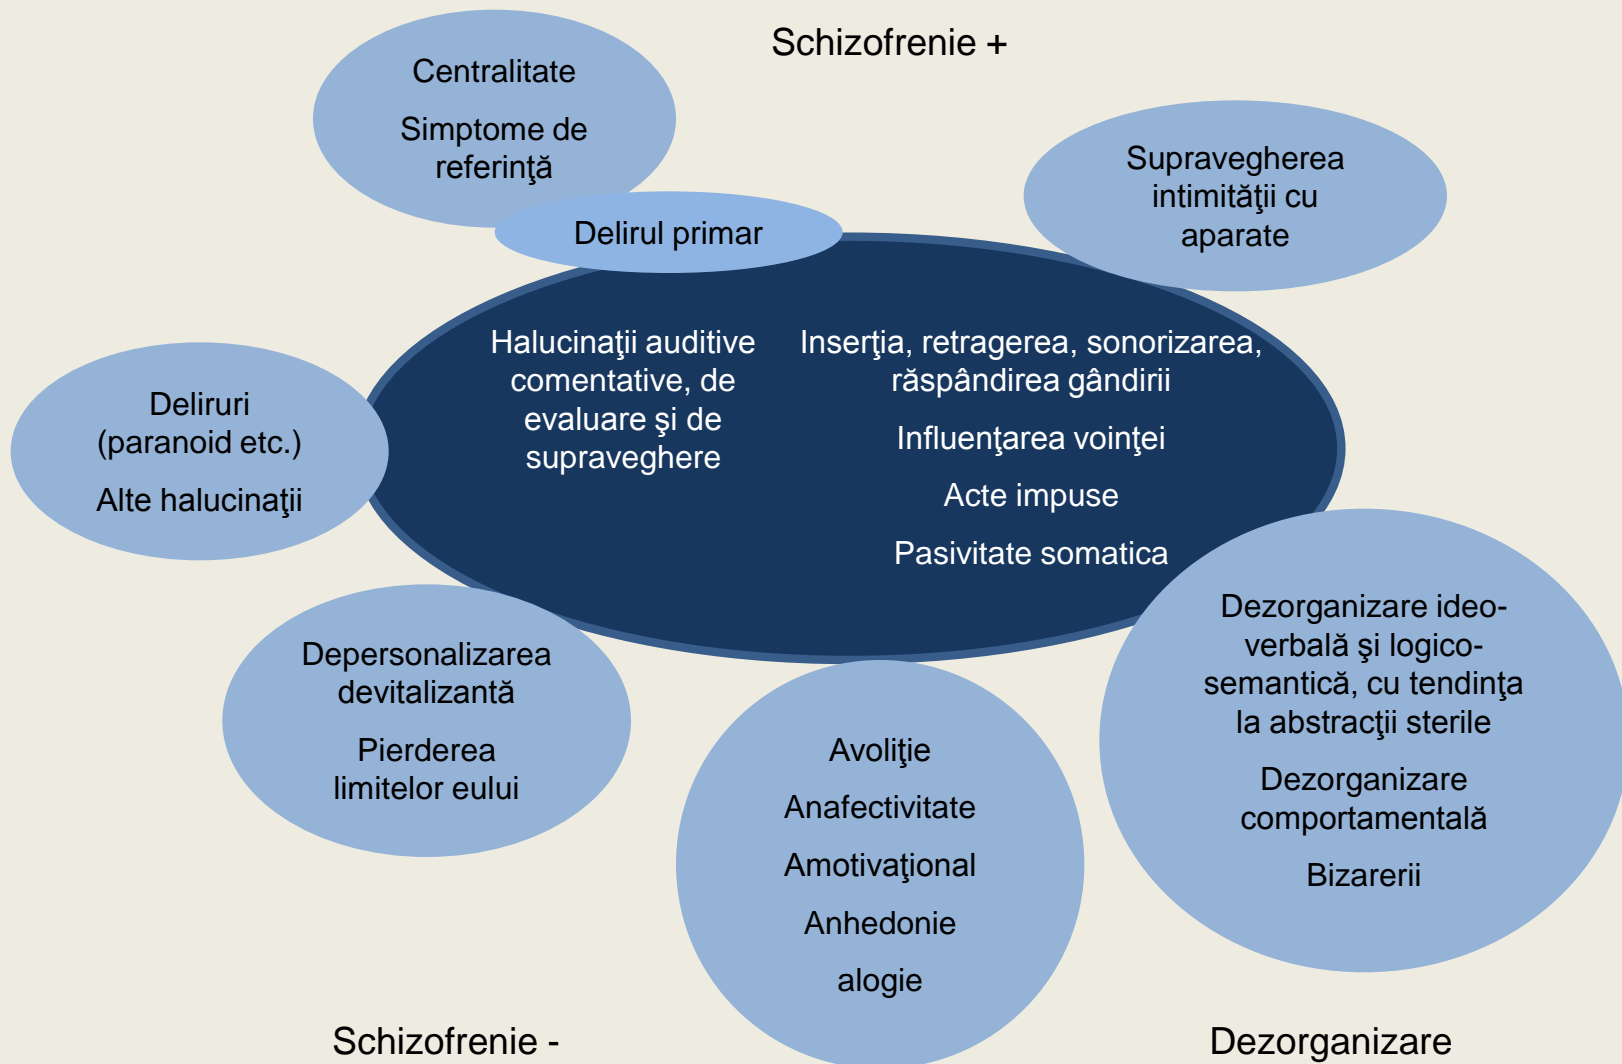 Schizofrenie +
Centralitate
Simptome de
referinţă
Supravegherea
intimităţii cu
aparate
Delirul primar
Halucinaţii auditive
comentative, de
evaluare şi de
supraveghere
Inserţia, retragerea, sonorizarea,
răspândirea gândirii
Influenţarea voinţei
Acte impuse
Pasivitate somatica
Deliruri
(paranoid etc.)
Alte halucinaţii
Depersonalizarea
devitalizantă
Pierderea
limitelor eului
Avoliţie
Anafectivitate
Amotivaţional
Anhedonie
alogie
Dezorganizare ideo-
verbală şi logico-
semantică, cu tendinţa
la abstracţii sterile
Dezorganizare
comportamentală
Bizarerii
Schizofrenie -
Dezorganizare